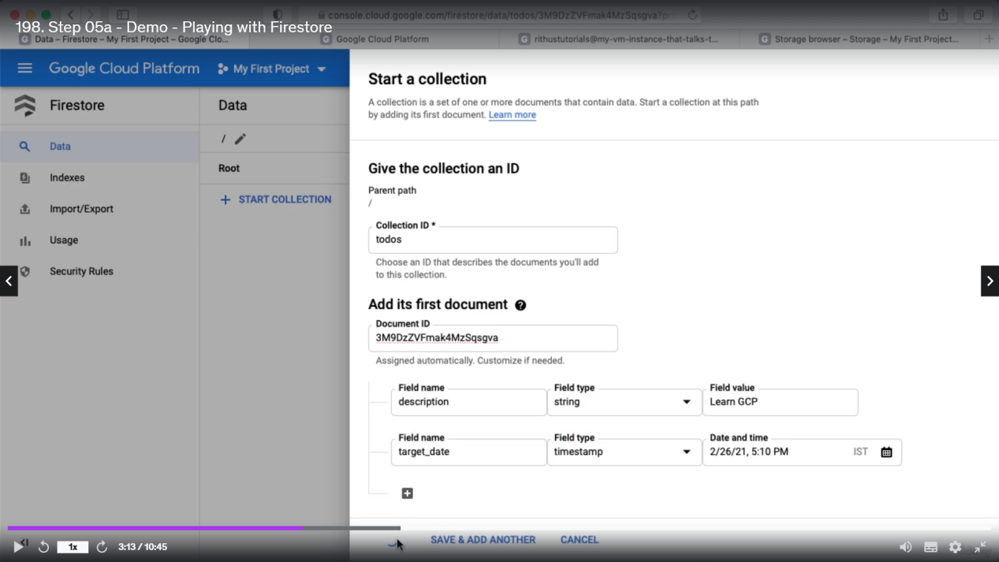 198. Step 05a - Demo - Playing with Firestore
console.cloud.google.com/firestore/data/todos/3M9DzZVFmak4MzSqsgva?pr
Data – Firestore – My First Project – Google Clo...
Google Cloud Platform
rithustutorials@my-vm-instance-that-talks-t...
Storage browser – Storage – My First Project...
Google Cloud Platform
My First Project
Firestore
Data
Indexes
Import/Export
Usage
Security Rules
Data
/
Root
START COLLECTION
Start a collection
A collection is a set of one or more documents that contain data. Start a collection at this path
by adding its first document. Learn more
Give the collection an ID
Parent path
/
Collection ID *
todos
Choose an ID that describes the documents you'll add
to this collection.
Add its first document
Document ID
3M9DzZVFmak4MzSqsgva
Assigned automatically. Customize if needed.
Field name Field type Field value
description string Learn GCP
Field name Field type Date and time
target_date timestamp 2/26/21, 5:10 PM IST
SAVE & ADD ANOTHER CANCEL
1x 3:13 / 10:45